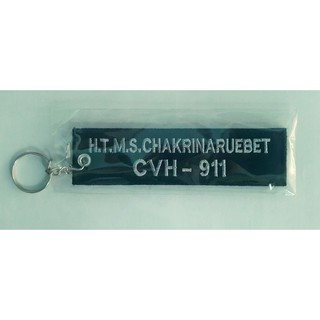 H.T.M.S.CHAKRINARUEBET
CVH - 911